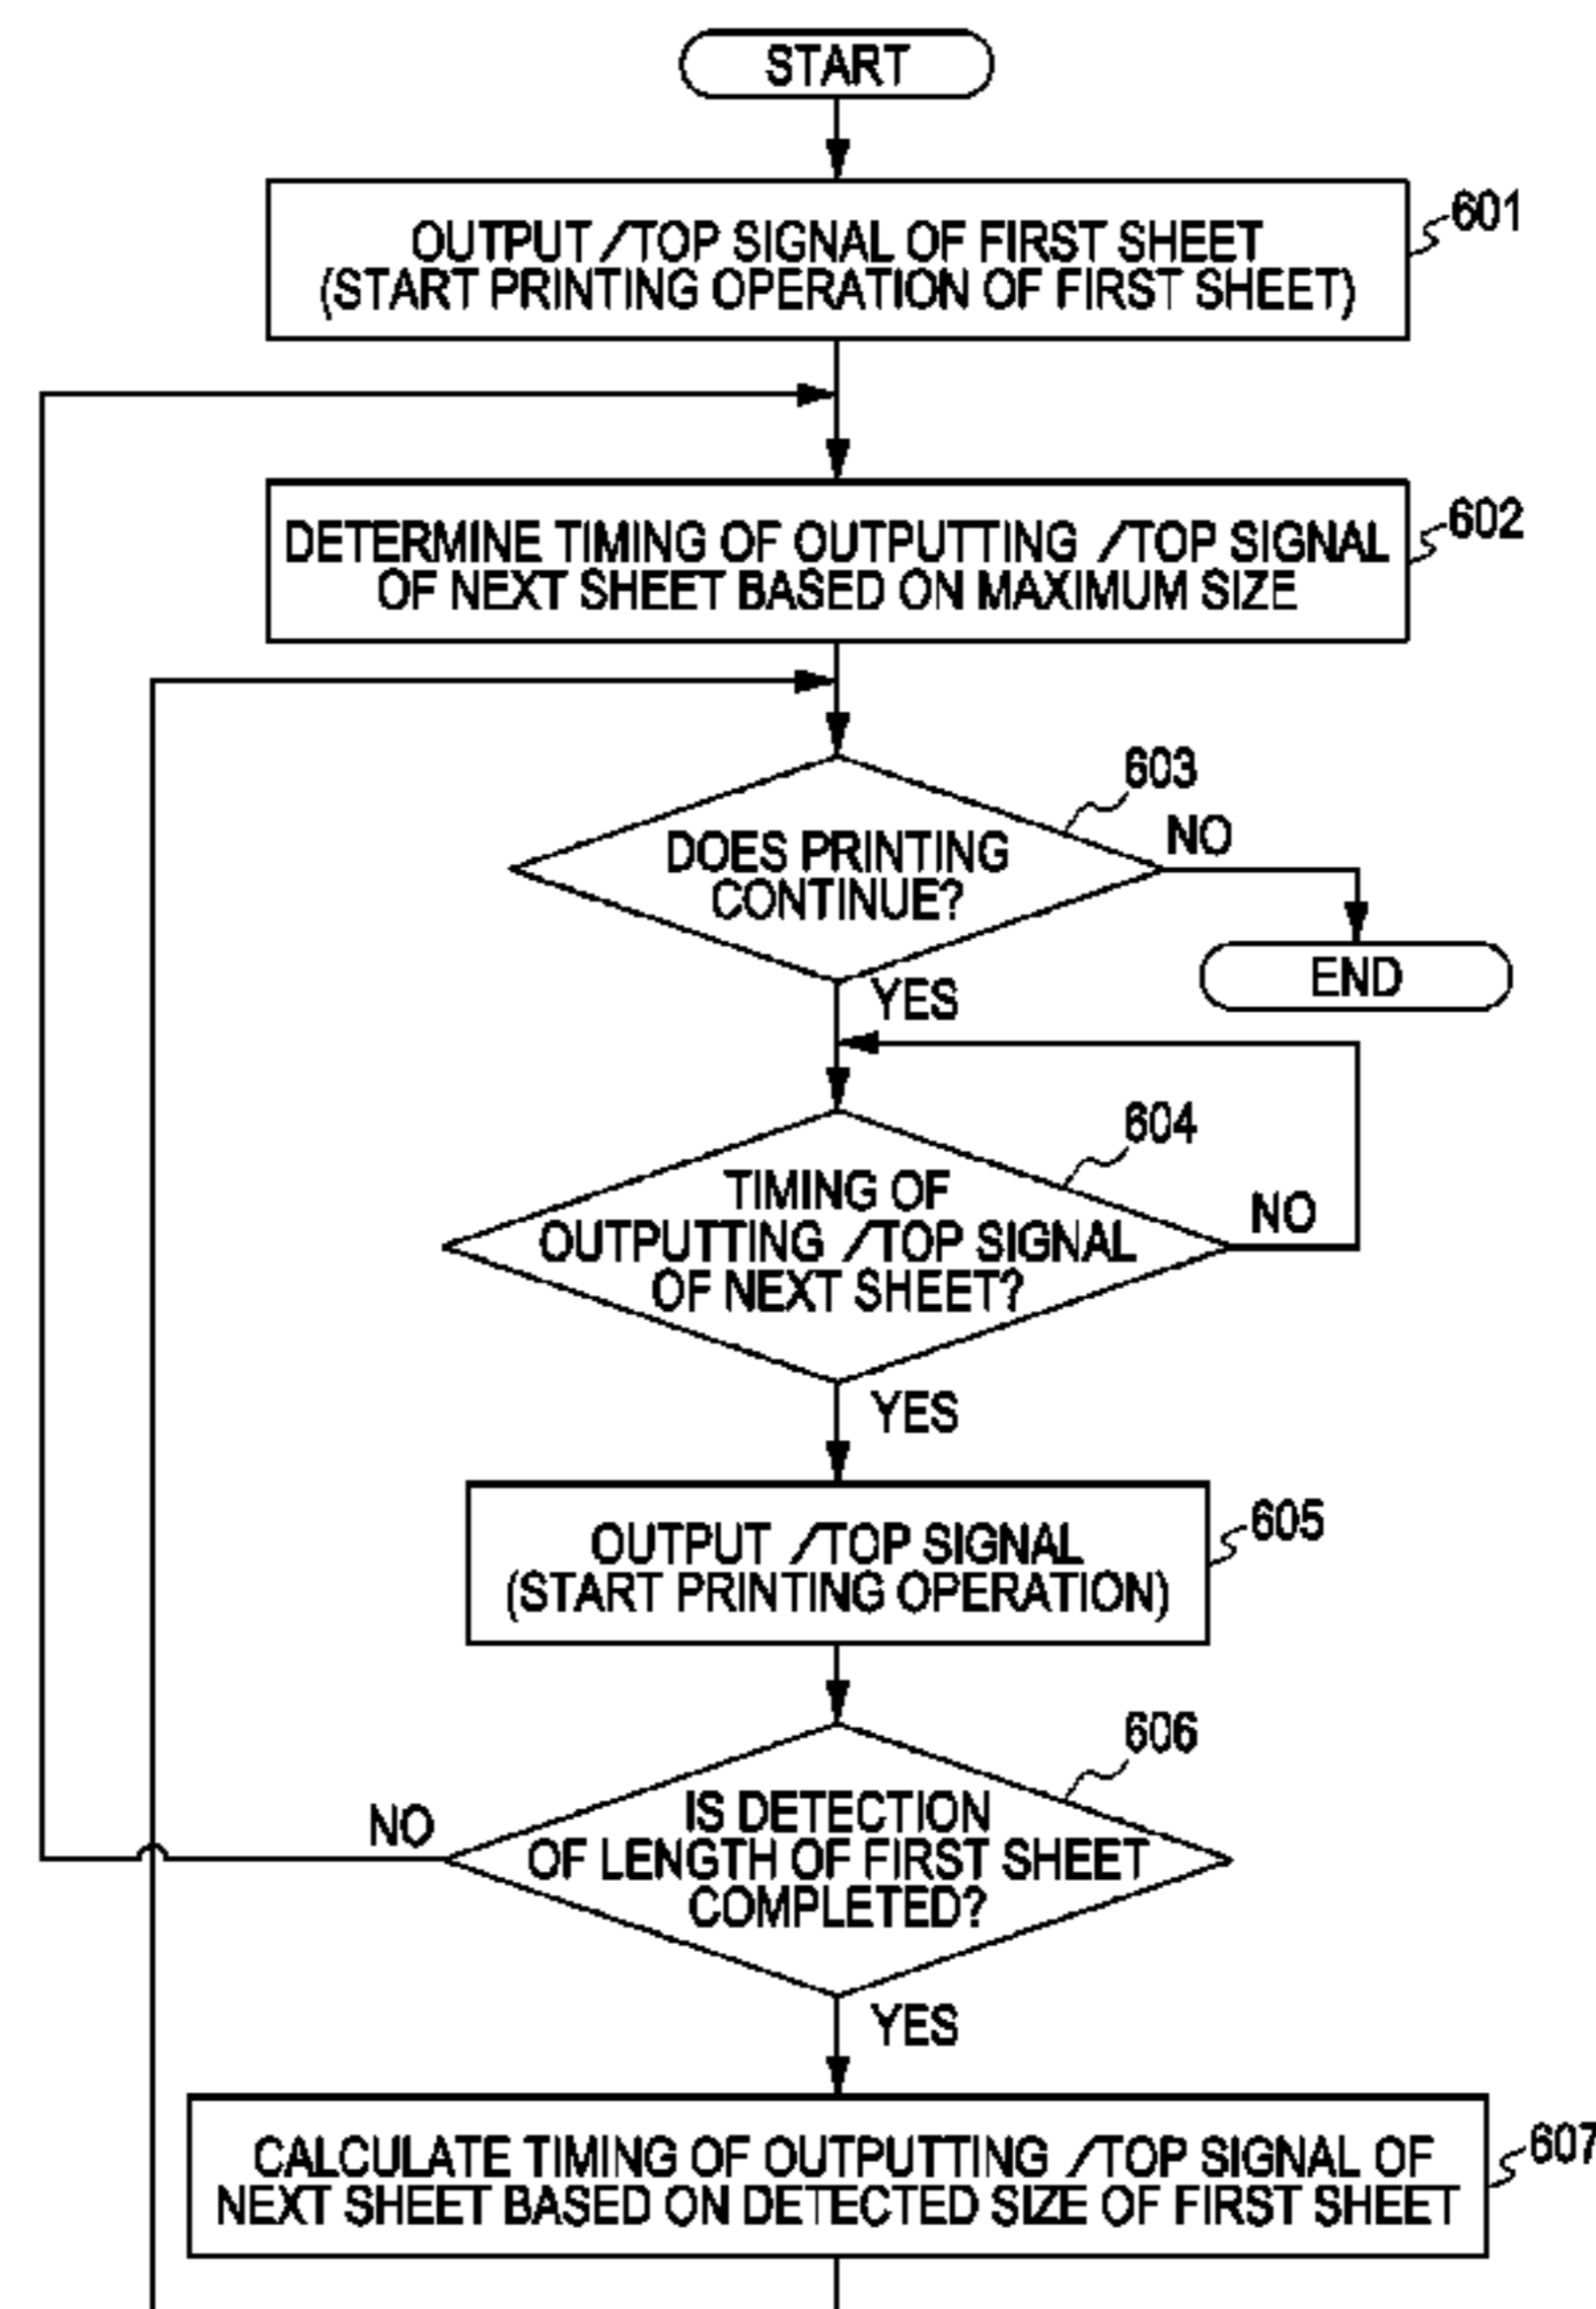 START
OUTPUT /TOP SIGNAL OF FIRST SHEET
(START PRINTING OPERATION OF FIRST SHEET)
601
DETERMINE TIMING OF OUTPUTTING /TOP SIGNAL
OF NEXT SHEET BASED ON MAXIMUM SIZE
602
603
DOES PRINTING
CONTINUE?
NO
END
YES
604
TIMING OF
OUTPUTTING /TOP SIGNAL
OF NEXT SHEET?
NO
YES
OUTPUT /TOP SIGNAL
(START PRINTING OPERATION)
605
606
IS DETECTION
OF LENGTH OF FIRST SHEET
COMPLETED?
NO
YES
CALCULATE TIMING OF OUTPUTTING /TOP SIGNAL OF
NEXT SHEET BASED ON DETECTED SIZE OF FIRST SHEET
607